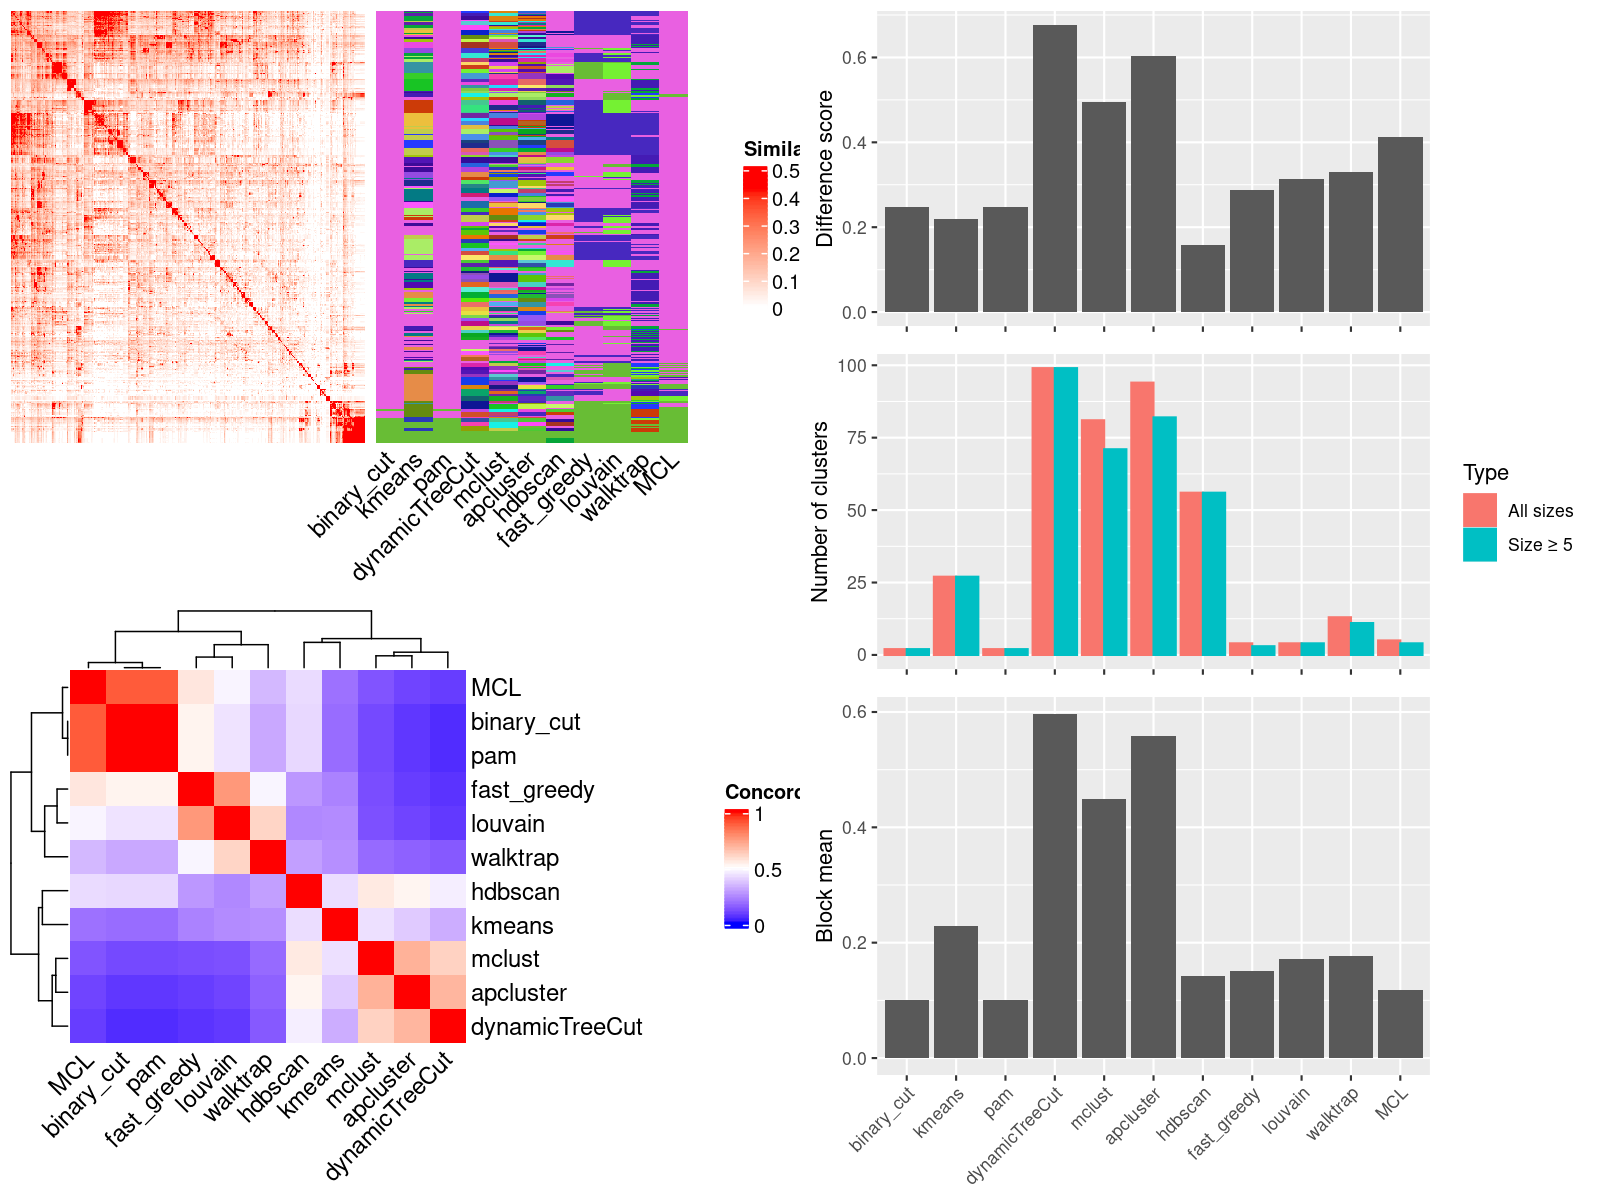 Simila
0.5
0.4
0.3
0.2
0.1
0
binary_cut
kmeans
pam
dynamicTreeCut
mclust
apcluster
hdbscan
fast_greedy
louvain
walktrap
MCL
MCL
binary_cut
pam
fast_greedy
louvain
walktrap
hdbscan
kmeans
mclust
apcluster
dynamicTreeCut
MCL
binary_cut
pam
fast_greedy
louvain
walktrap
hdbscan
kmeans
mclust
apcluster
dynamicTreeCut
Concord
1
0.5
0
Difference score
0.6
0.4
0.2
0.0
Number of clusters
100
75
50
25
0
Type
All sizes
Size ≥ 5
Block mean
0.6
0.4
0.2
0.0
binary_cut
kmeans
pam
dynamicTreeCut
mclust
apcluster
hdbscan
fast_greedy
louvain
walktrap
MCL